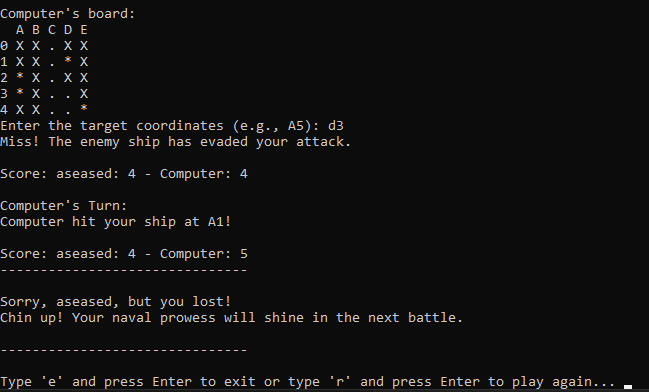 Computer's board:
  A B C D E
0 X X . X X
1 X X . * X
2 * X . X X
3 * X . . X
4 X X . . *
Enter the target coordinates (e.g., A5): d3
Miss! The enemy ship has evaded your attack.

Score: aseased: 4 - Computer: 4

Computer's Turn:
Computer hit your ship at A1!

Score: aseased: 4 - Computer: 5
-------------------------------

Sorry, aseased, but you lost!
Chin up! Your naval prowess will shine in the next battle.

-------------------------------

Type 'e' and press Enter to exit or type 'r' and press Enter to play again...